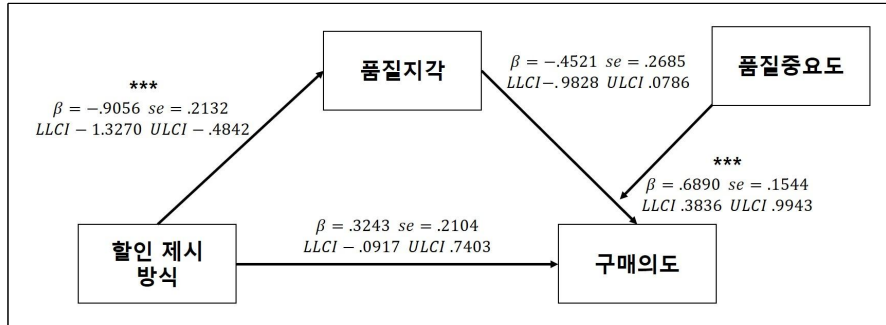 품질지각
β = −.4521 se = .2685
LLCI−.9828 ULCI .0786
품질중요도
***
β = −.9056 se = .2132
LLCI − 1.3270 ULCI − .4842
***
β = .6890 se = .1544
LLCI .3836 ULCI .9943
할인 제시
방식
β = .3243 se = .2104
LLCI − .0917 ULCI .7403
구매의도